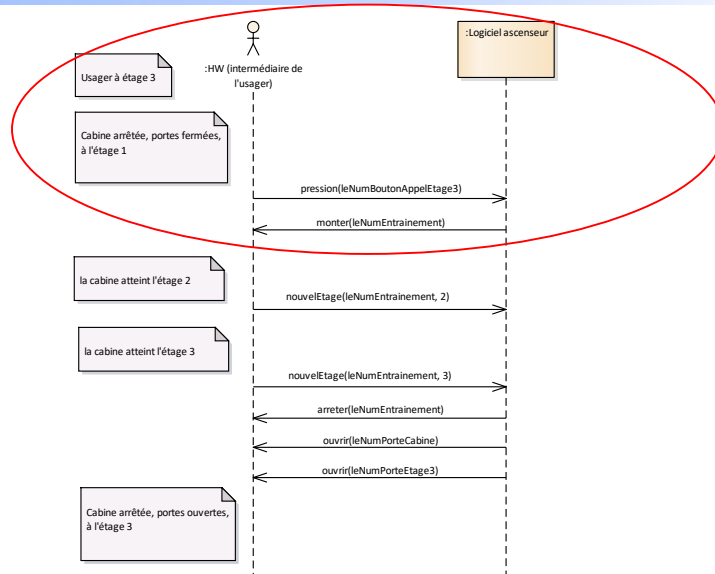 :Logiciel ascenseur
Usager à étage 3
:HW (intermédiaire de
l'usager)
Cabine arrêtée, portes fermées,
à l'étage 1
pression(leNumBoutonAppelEtage3)
monter(leNumEntrainement)
la cabine atteint l'étage 2
nouvelEtage(leNumEntrainement, 2)
la cabine atteint l'étage 3
nouvelEtage(leNumEntrainement, 3)
arreter(leNumEntrainement)
ouvrir(leNumPorteCabine)
ouvrir(leNumPorteEtage3)
Cabine arrêtée, portes ouvertes,
à l'étage 3